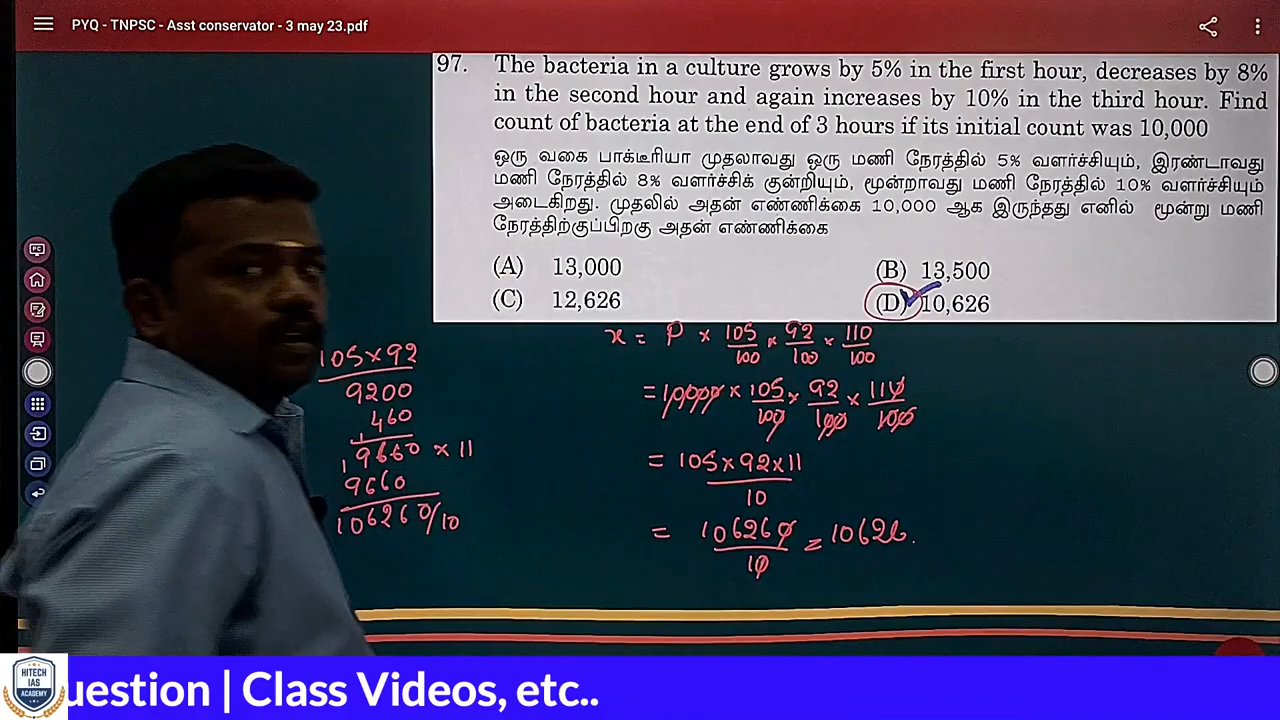 PYQ - TNPSC - Asst conservator - 3 may 23.pdf
97. The bacteria in a culture grows by 5% in the first hour, decreases by 8%
in the second hour and again increases by 10% in the third hour. Find
count of bacteria at the end of 3 hours if its initial count was 10,000
ஒரு வகை பாக்டீரியா முதலாவது ஒரு மணி நேரத்தில் 5% வளர்ச்சியும், இரண்டாவது
மணி நேரத்தில் 8% வளர்ச்சிக் குன்றியும், மூன்றாவது மணி நேரத்தில் 10% வளர்ச்சியும்
அடைகிறது. முதலில் அதன் எண்ணிக்கை 10,000 ஆக இருந்தது எனில் மூன்று மணி
நேரத்திற்குப்பிறகு அதன் எண்ணிக்கை
(A) 13,000 (B) 13,500
(C) 12,626 (D) 10,626
x = P × 105/100 × 92/100 × 110/100
= 10000 × 105/100 × 92/100 × 110/100
= 105×92×11
10
= 106260/10 = 10626.
105×92
9200
460
9660 × 11
9660
106260/10
HITECH
IAS
ACADEMY
uestion | Class Videos, etc..